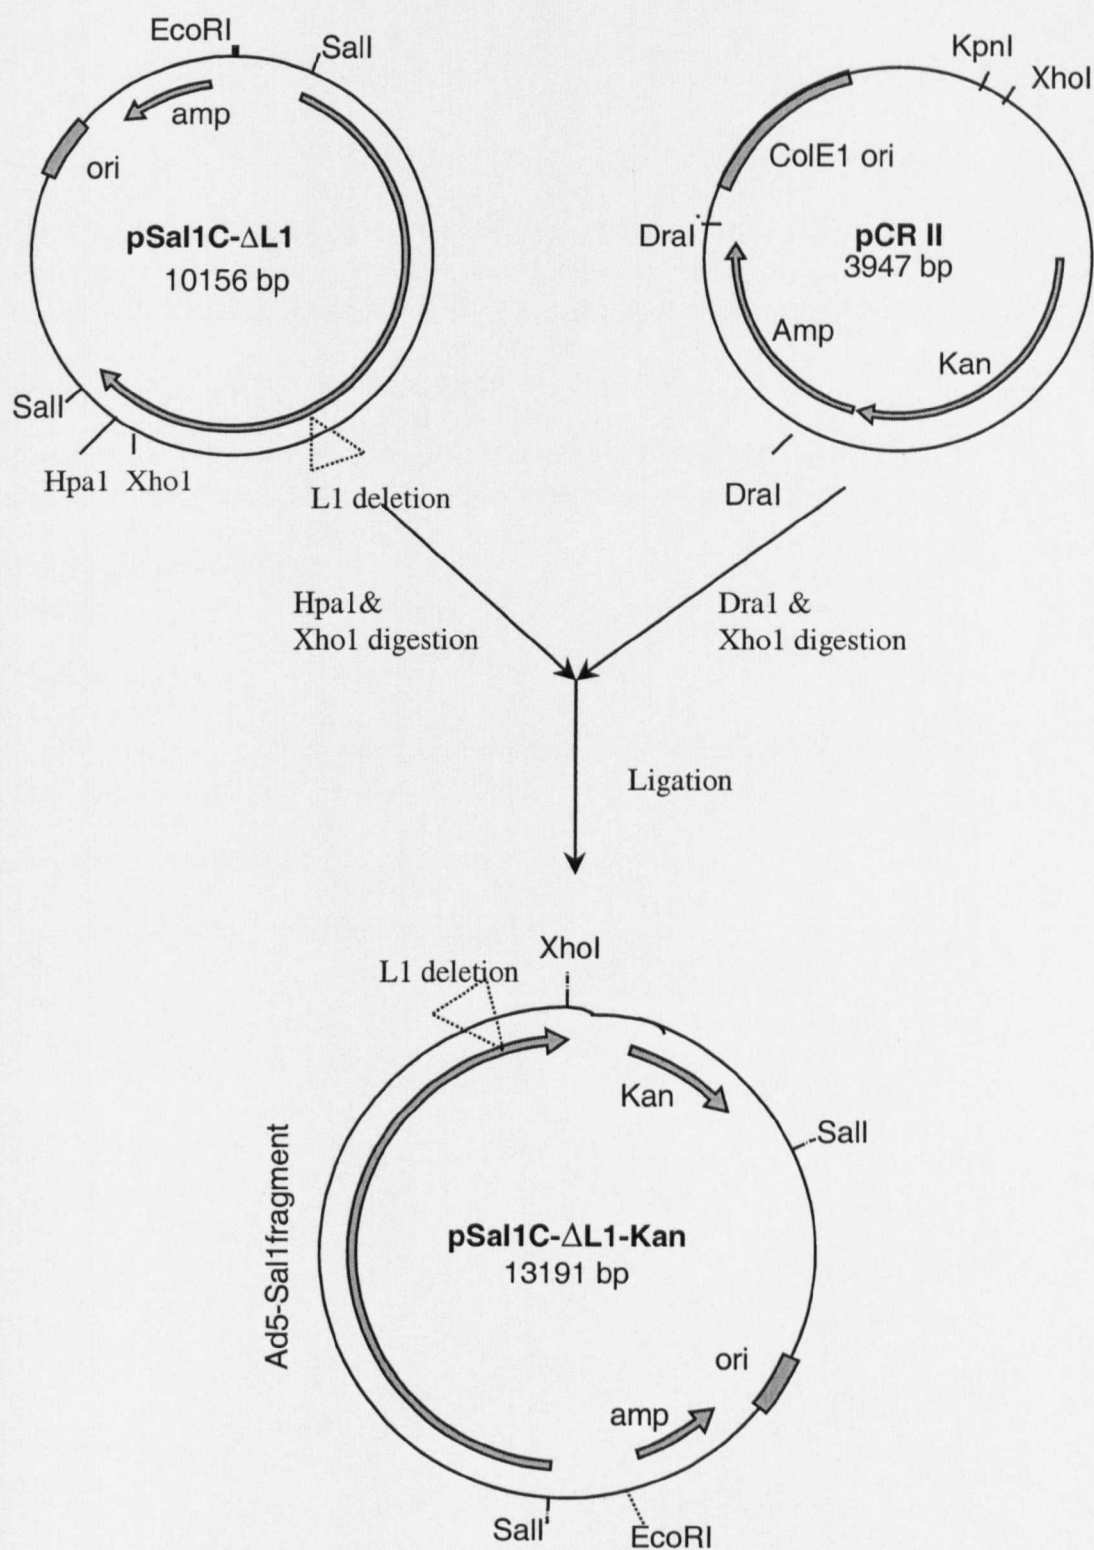 EcoRI
SalI
amp
ori
pSal1C-ΔL1
10156 bp
SalI
Hpa1 Xho1
L1 deletion
KpnI
XhoI
ColE1 ori
DraI
pCR II
3947 bp
Amp
Kan
DraI
Hpa1&
Xho1 digestion
Dra1 &
Xho1 digestion
Ligation
XhoI
L1 deletion
Kan
SalI
Ad5-Sal1fragment
pSal1C-ΔL1-Kan
13191 bp
ori
amp
SalI
EcoRI